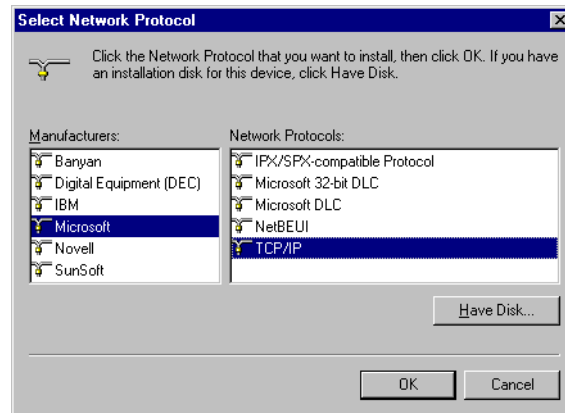 Select Network Protocol
Click the Network Protocol that you want to install, then click OK. If you have
an installation disk for this device, click Have Disk.
Manufacturers:
Banyan
Digital Equipment (DEC)
IBM
Microsoft
Novell
SunSoft
Network Protocols:
IPX/SPX-compatible Protocol
Microsoft 32-bit DLC
Microsoft DLC
NetBEUI
TCP/IP
Have Disk...
OK
Cancel